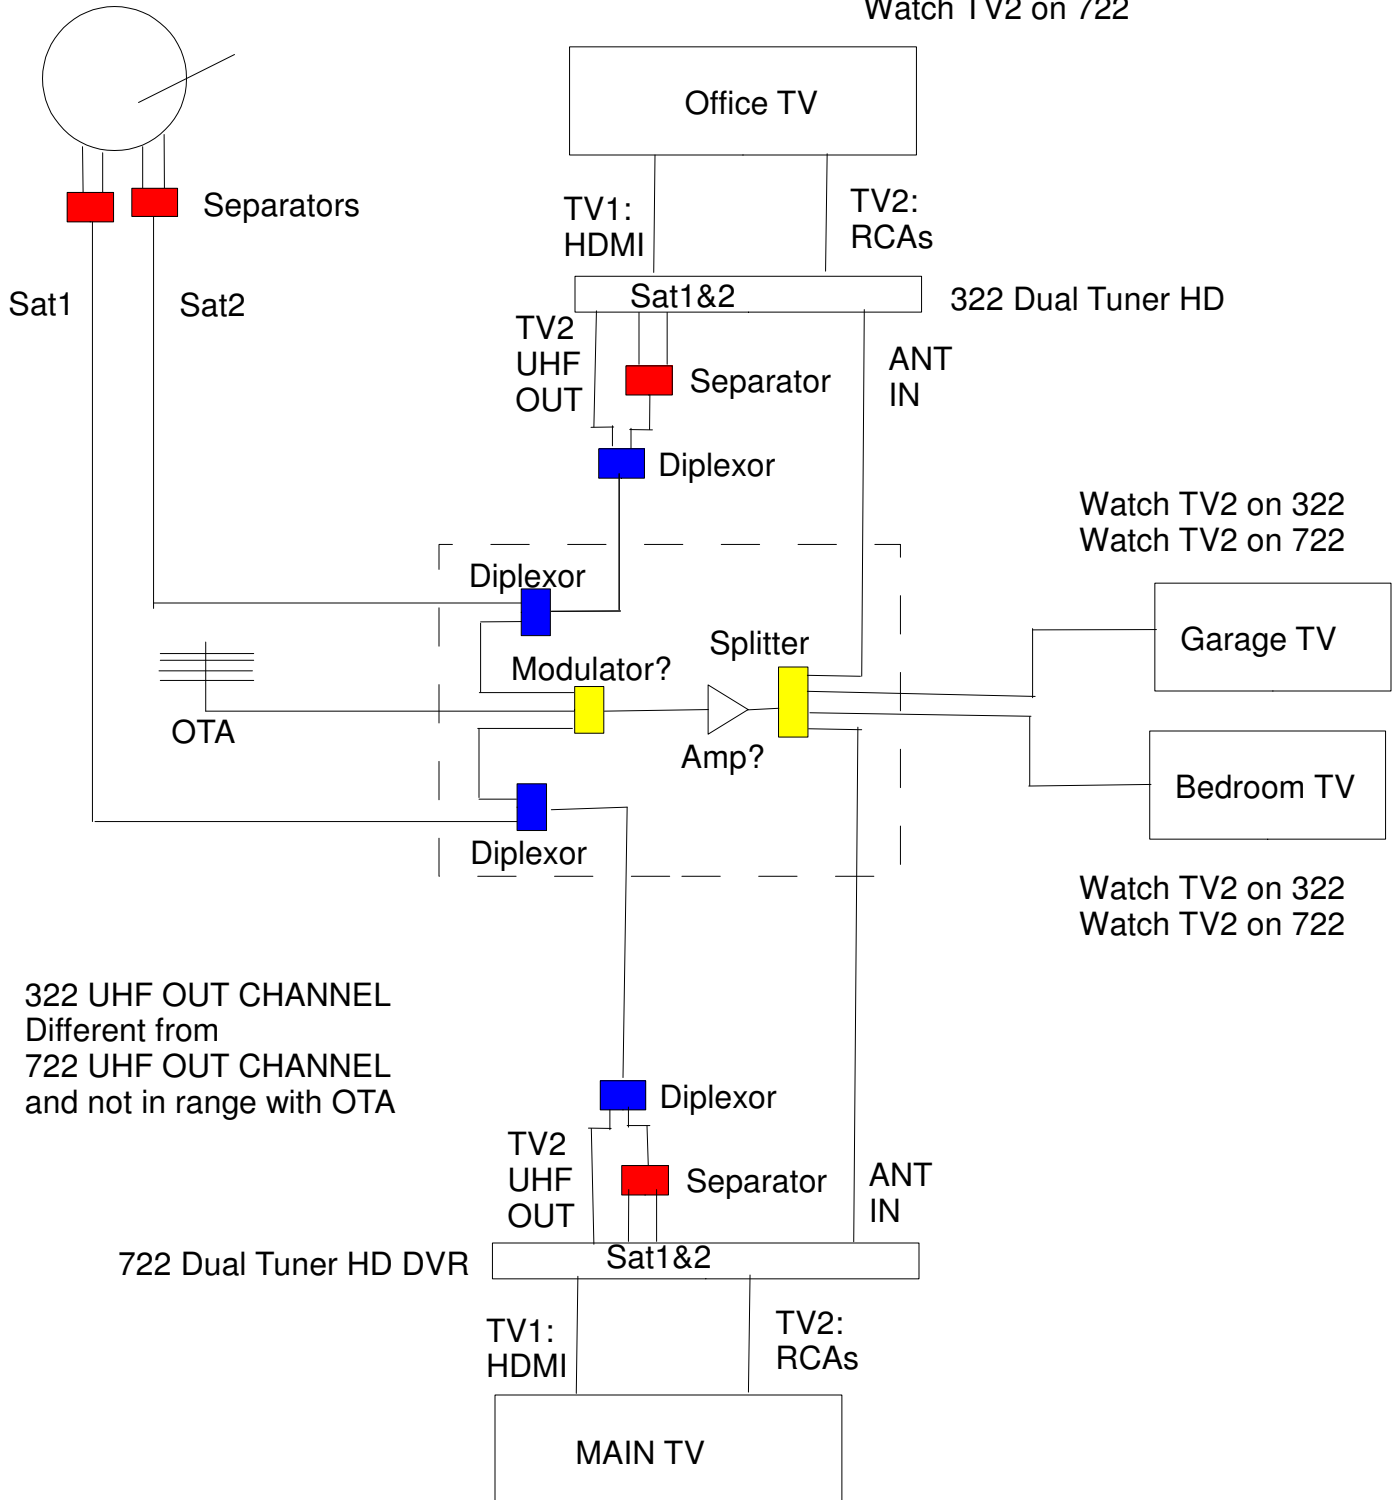 Watch TV2 on 722
Office TV
Separators
TV1:
HDMI
TV2:
RCAs
Sat1
Sat2
Sat1&2
322 Dual Tuner HD
TV2
UHF
OUT
Separator
ANT
IN
Diplexor
Watch TV2 on 322
Watch TV2 on 722
Diplexor
Splitter
Garage TV
Modulator?
OTA
Amp?
Bedroom TV
Diplexor
Watch TV2 on 322
Watch TV2 on 722
322 UHF OUT CHANNEL
Different from
722 UHF OUT CHANNEL
and not in range with OTA
Diplexor
TV2
UHF
OUT
Separator
ANT
IN
722 Dual Tuner HD DVR
Sat1&2
TV1:
HDMI
TV2:
RCAs
MAIN TV